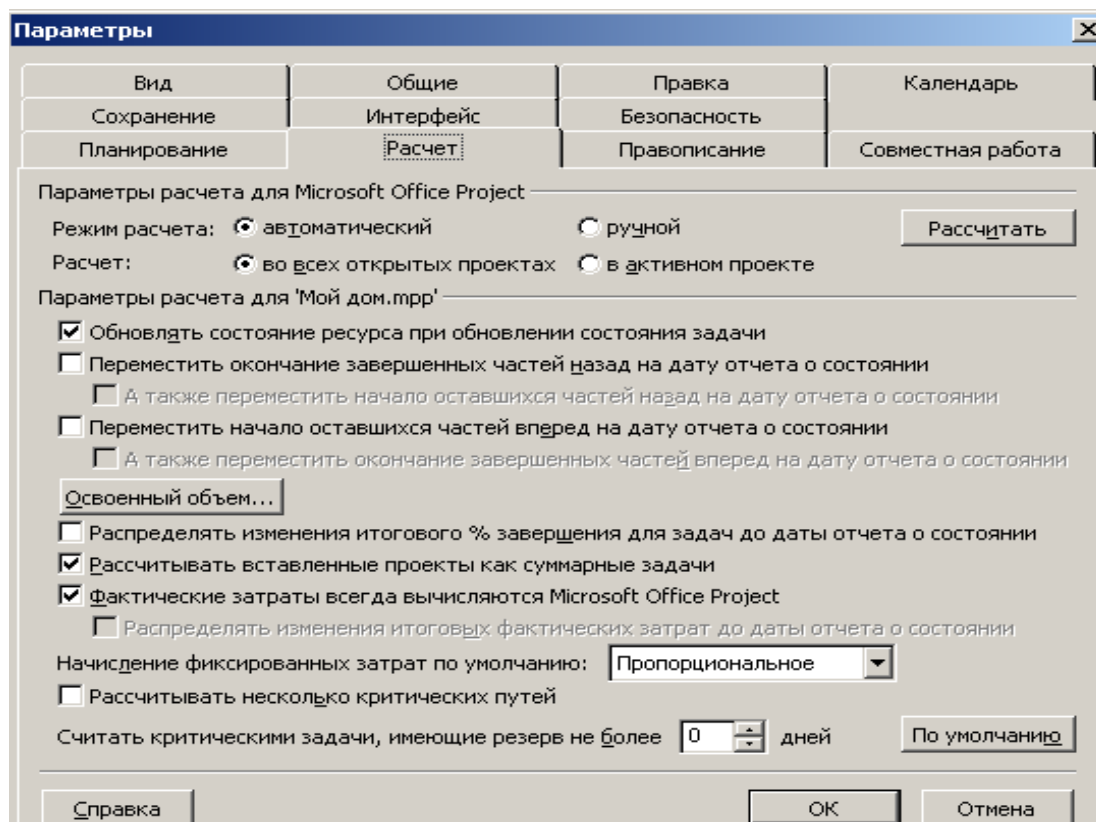 Параметры
Вид Общие Правка Календарь
Сохранение Интерфейс Безопасность
Планирование Расчет Правописание Совместная работа
Параметры расчета для Microsoft Office Project
Режим расчета: автоматический ручной Рассчитать
Расчет: во всех открытых проектах в активном проекте
Параметры расчета для 'Мой дом.mpp'
Обновлять состояние ресурса при обновлении состояния задачи
Переместить окончание завершенных частей назад на дату отчета о состоянии
А также переместить начало оставшихся частей назад на дату отчета о состоянии
Переместить начало оставшихся частей вперед на дату отчета о состоянии
А также переместить окончание завершенных частей вперед на дату отчета о состоянии
Освоенный объем...
Распределять изменения итогового % завершения для задач до даты отчета о состоянии
Рассчитывать вставленные проекты как суммарные задачи
Фактические затраты всегда вычисляются Microsoft Office Project
Распределять изменения итоговых фактических затрат до даты отчета о состоянии
Начисление фиксированных затрат по умолчанию: Пропорциональное
Рассчитывать несколько критических путей
Считать критическими задачи, имеющие резерв не более 0 дней По умолчанию
Справка ОК Отмена